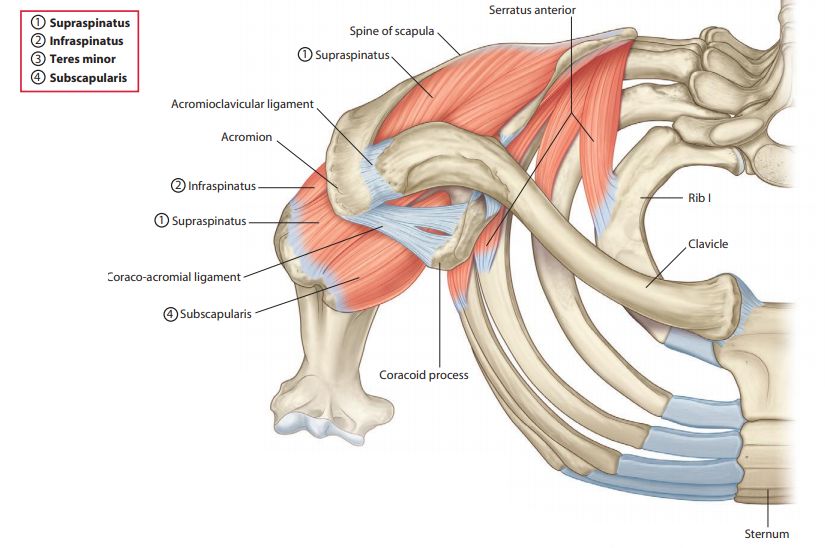 ① Supraspinatus
② Infraspinatus
③ Teres minor
④ Subscapularis
Serratus anterior
Spine of scapula
① Supraspinatus
Acromioclavicular ligament
Acromion
② Infraspinatus
Rib I
① Supraspinatus
Clavicle
Coraco-acromial ligament
④ Subscapularis
Coracoid process
Sternum